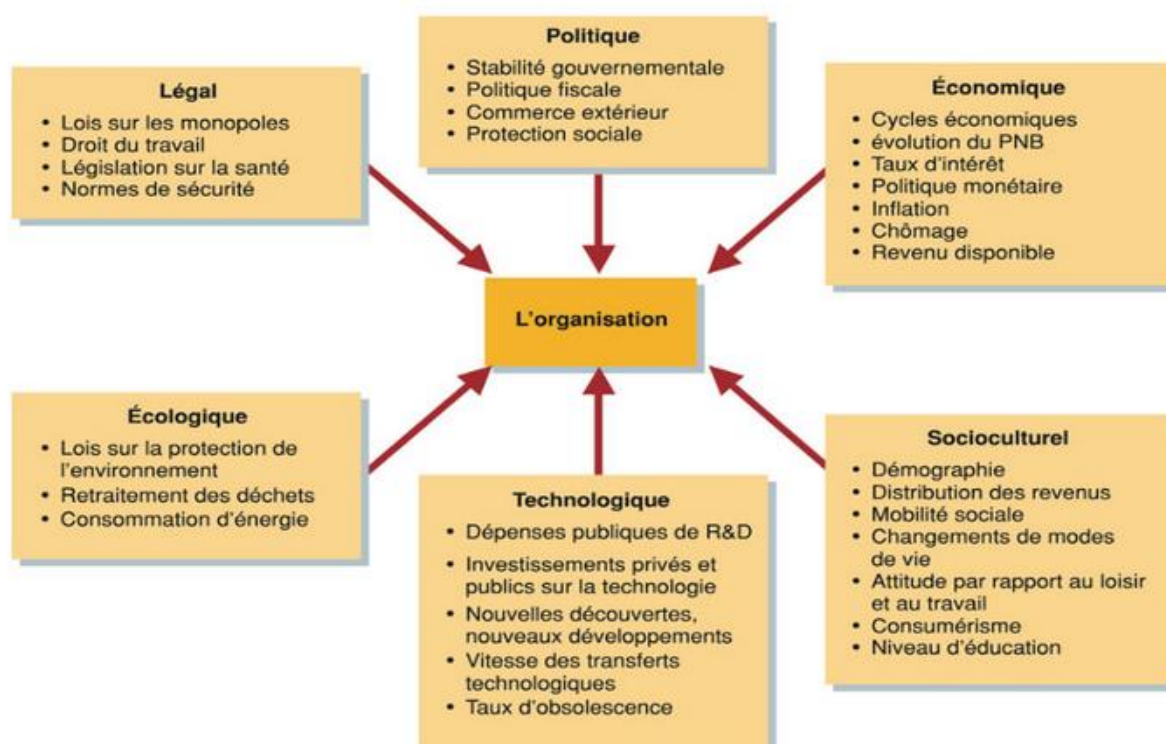 Politique
• Stabilité gouvernementale
• Politique fiscale
• Commerce extérieur
• Protection sociale
Légal
• Lois sur les monopoles
• Droit du travail
• Législation sur la santé
• Normes de sécurité
Économique
• Cycles économiques
• évolution du PNB
• Taux d'intérêt
• Politique monétaire
• Inflation
• Chômage
• Revenu disponible
L'organisation
Écologique
• Lois sur la protection de
l'environnement
• Retraitement des déchets
• Consommation d'énergie
Technologique
• Dépenses publiques de R&D
• Investissements privés et
publics sur la technologie
• Nouvelles découvertes,
nouveaux développements
• Vitesse des transferts
technologiques
• Taux d'obsolescence
Socioculturel
• Démographie
• Distribution des revenus
• Mobilité sociale
• Changements de modes
de vie
• Attitude par rapport au loisir
et au travail
• Consumérisme
• Niveau d'éducation